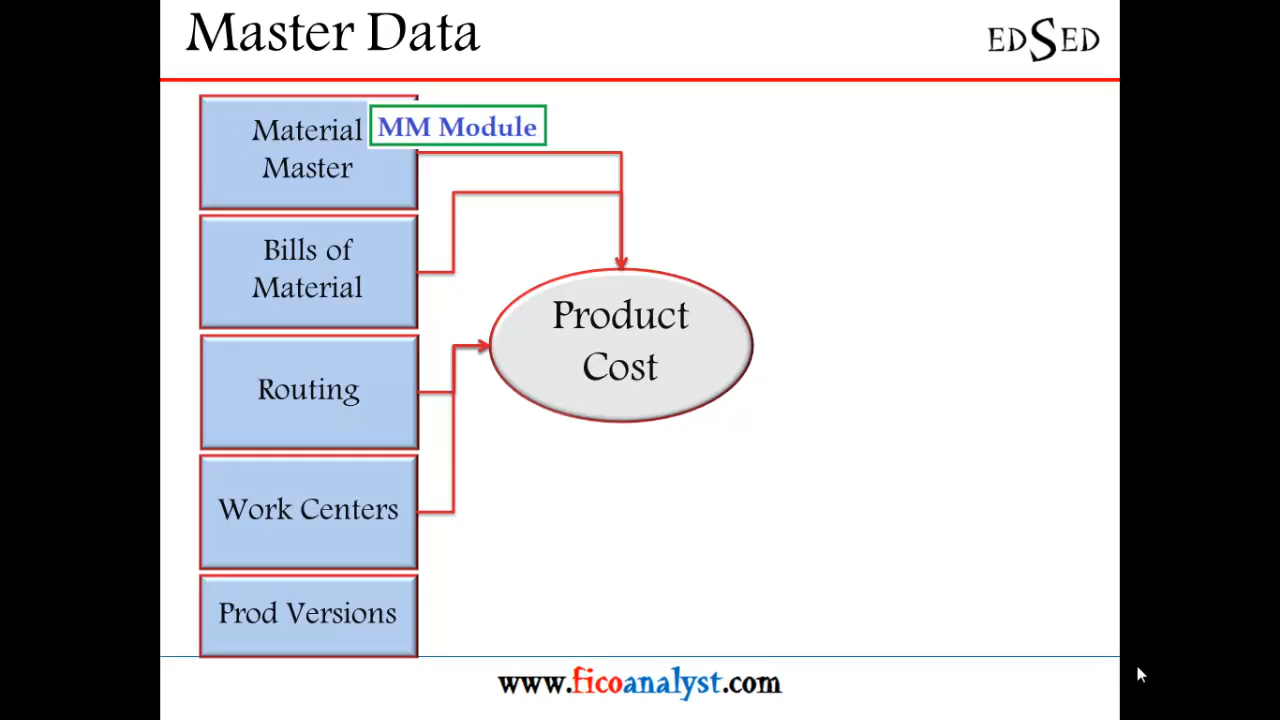 Master Data
EDSED
Material
Master
MM Module
Bills of
Material
Routing
Work Centers
Prod Versions
Product
Cost
www.ficoanalyst.com